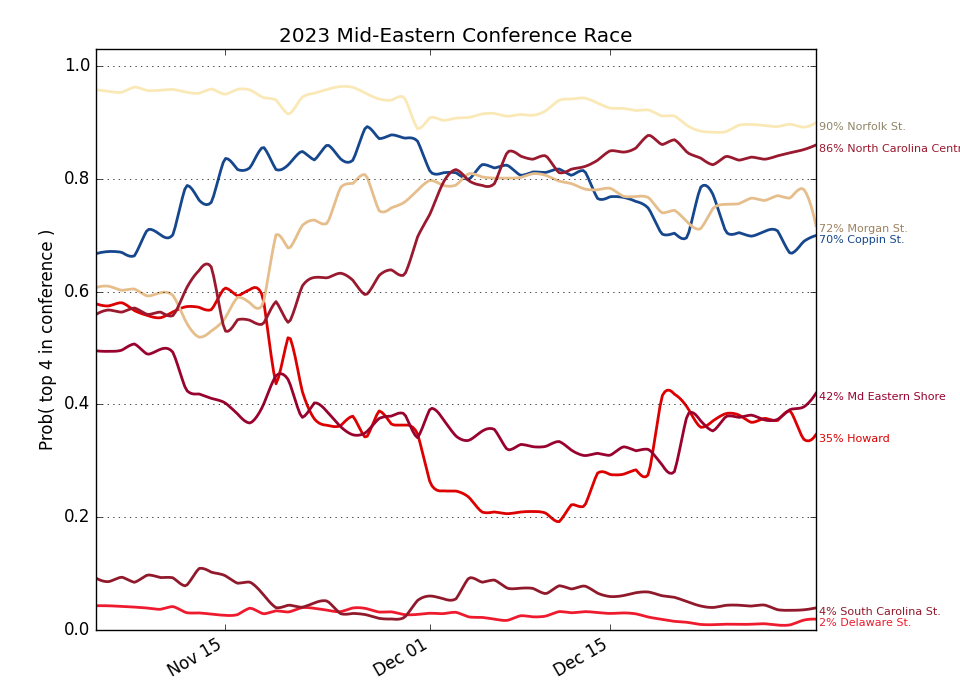 2023 Mid-Eastern Conference Race
Prob( top 4 in conference )
1.0
0.8
0.6
0.4
0.2
0.0
Nov 15
Dec 01
Dec 15
90% Norfolk St.
86% North Carolina Centr
72% Morgan St.
70% Coppin St.
42% Md Eastern Shore
35% Howard
4% South Carolina St.
2% Delaware St.